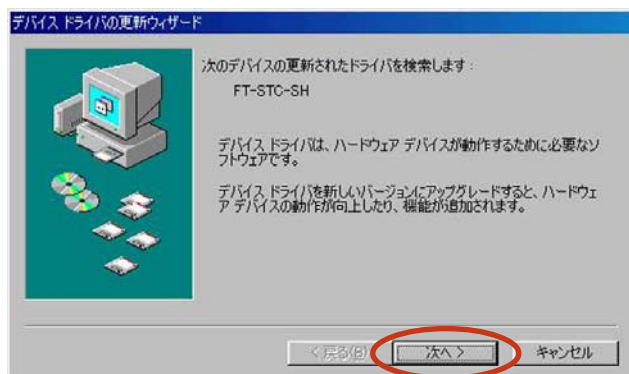 デバイス ドライバの更新ウィザード
次のデバイスの更新されたドライバを検索します:
FT-STC-SH
デバイス ドライバは、ハードウェア デバイスが動作するために必要なソ
フトウェアです。
デバイス ドライバを新しいバージョンにアップグレードすると、ハードウェ
ア デバイスの動作が向上したり、機能が追加されます。
< 戻る(B) 次へ > キャンセル